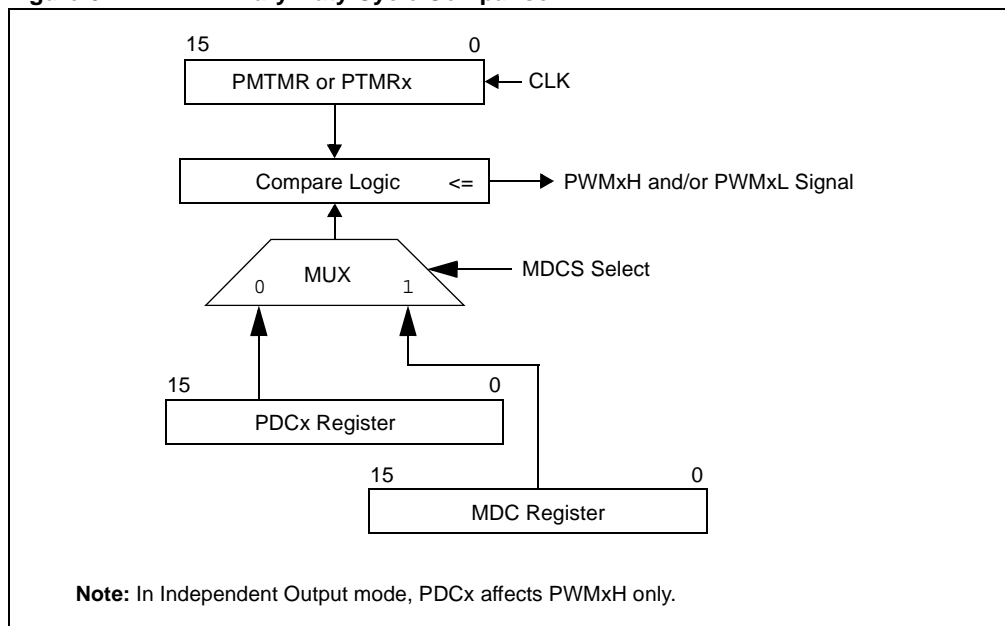 15 0
PMTMR or PTMRx
CLK
Compare Logic <=
PWMxH and/or PWMxL Signal
MUX
MDCS Select
0 1
15 0
PDCx Register
15 0
MDC Register
Note: In Independent Output mode, PDCx affects PWMxH only.